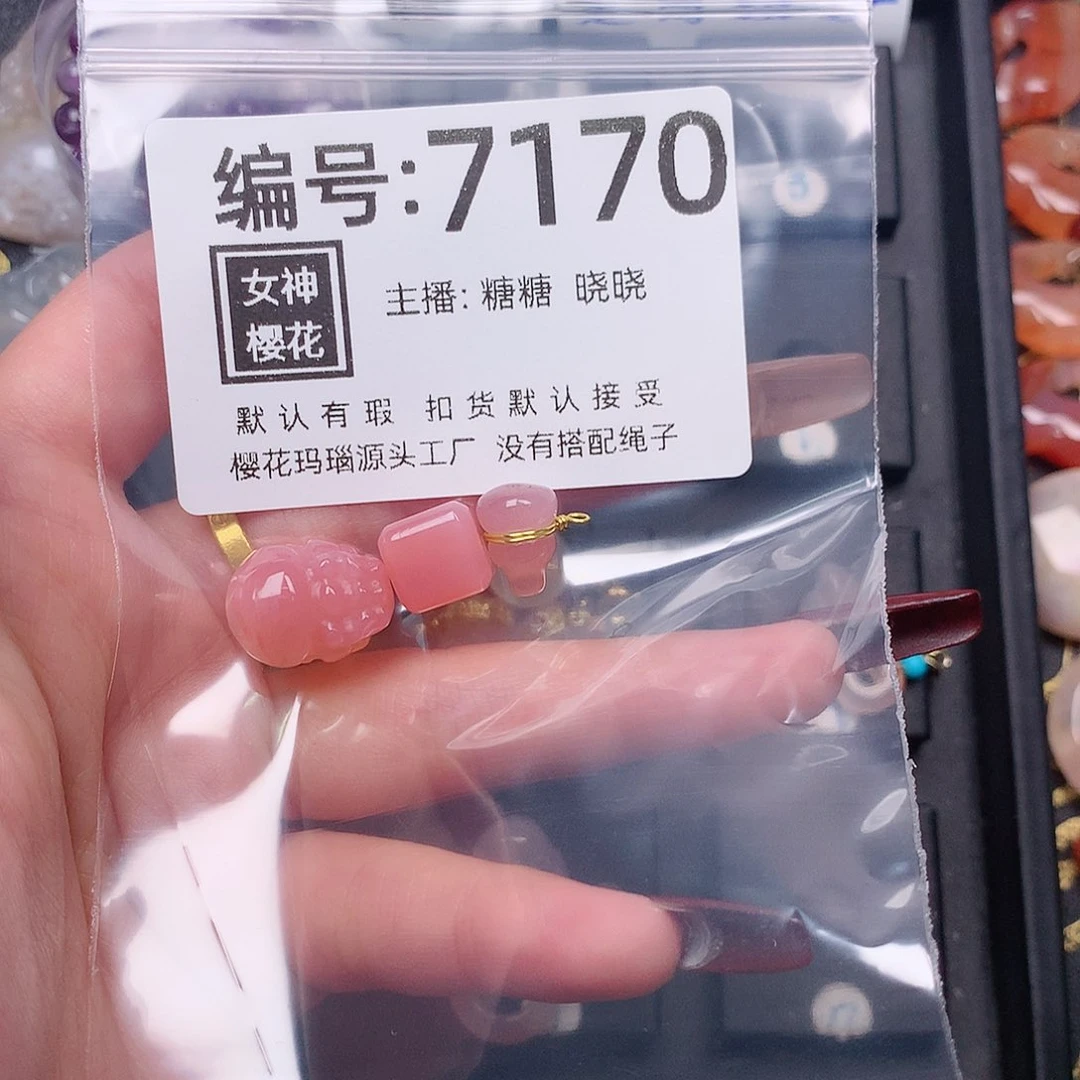 编号:7170
女神
樱花
主播: 糖糖 晓晓
默认有瑕 扣货默认接受
樱花玛瑙源头工厂 没有搭配绳子